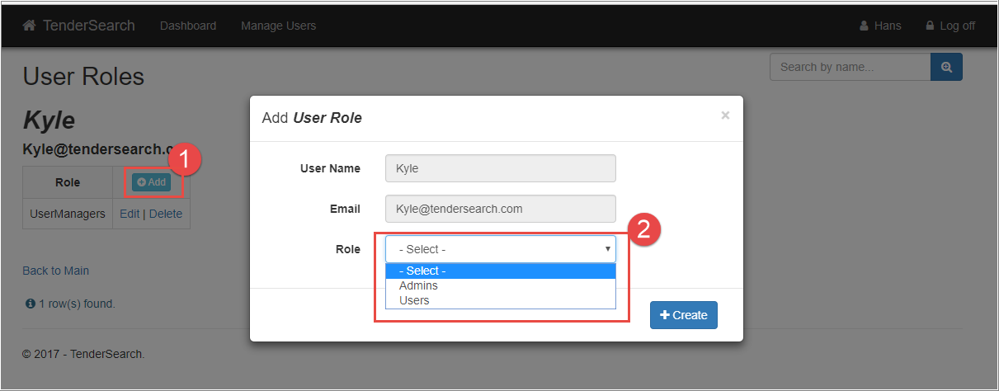 TenderSearch Dashboard Manage Users Hans Log off
User Roles
Search by name...
Kyle
Kyle@tendersearch.c
1
Role Add
UserManagers Edit | Delete
Back to Main
1 row(s) found.
Add User Role ×
User Name Kyle
Email Kyle@tendersearch.com
2
Role - Select -
- Select -
Admins
Users
Create
© 2017 - TenderSearch.